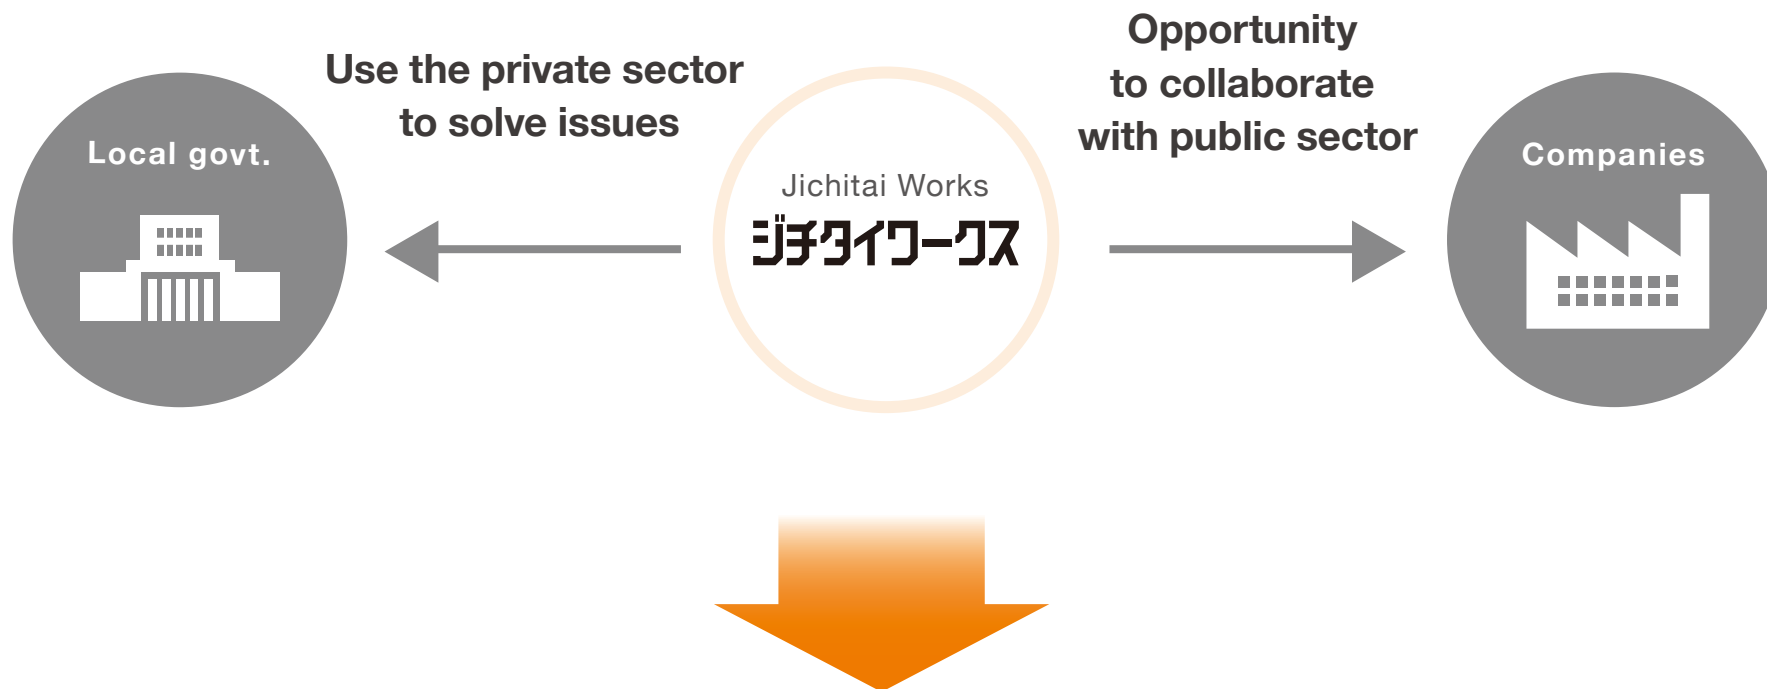 Local govt.
Use the private sector
to solve issues
Jichitai Works
ジチタイワークス
Opportunity
to collaborate
with public sector
Companies